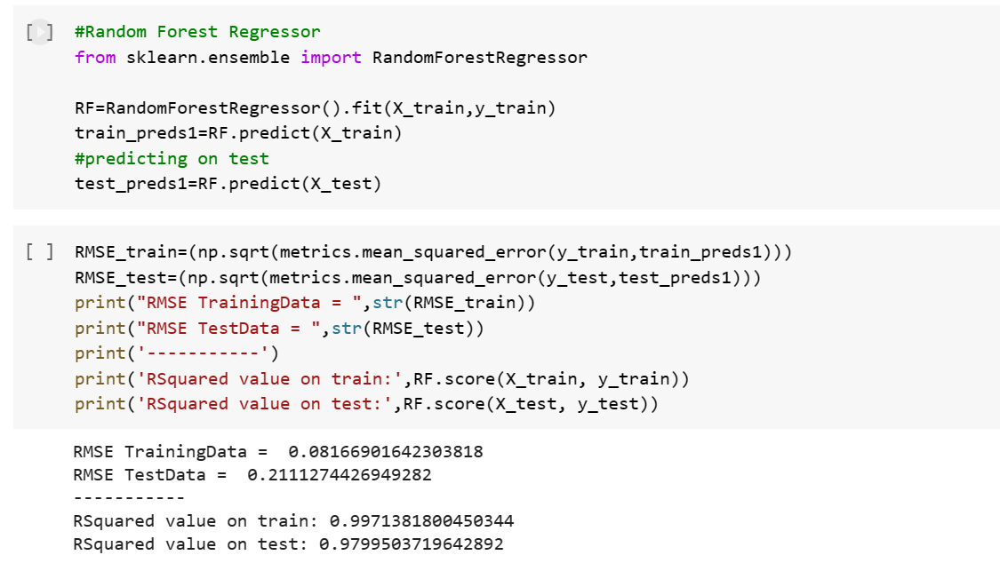 [ ] #Random Forest Regressor
from sklearn.ensemble import RandomForestRegressor
RF=RandomForestRegressor().fit(X_train,y_train)
train_preds1=RF.predict(X_train)
#predicting on test
test_preds1=RF.predict(X_test)
[ ] RMSE_train=(np.sqrt(metrics.mean_squared_error(y_train,train_preds1)))
RMSE_test=(np.sqrt(metrics.mean_squared_error(y_test,test_preds1)))
print("RMSE TrainingData = ",str(RMSE_train))
print("RMSE TestData = ",str(RMSE_test))
print('-----------')
print('RSquared value on train:',RF.score(X_train, y_train))
print('RSquared value on test:',RF.score(X_test, y_test))
RMSE TrainingData =  0.08166901642303818
RMSE TestData =  0.2111274426949282
-----------
RSquared value on train: 0.9971381800450344
RSquared value on test: 0.9799503719642892